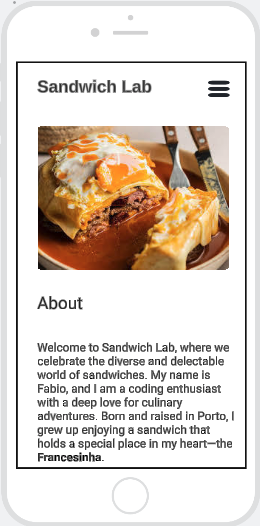 Sandwich Lab
About
Welcome to Sandwich Lab, where we
celebrate the diverse and delectable
world of sandwiches. My name is
Fabio, and I am a coding enthusiast
with a deep love for culinary
adventures. Born and raised in Porto, I
grew up enjoying a sandwich that
holds a special place in my heart—the
Francesinha.